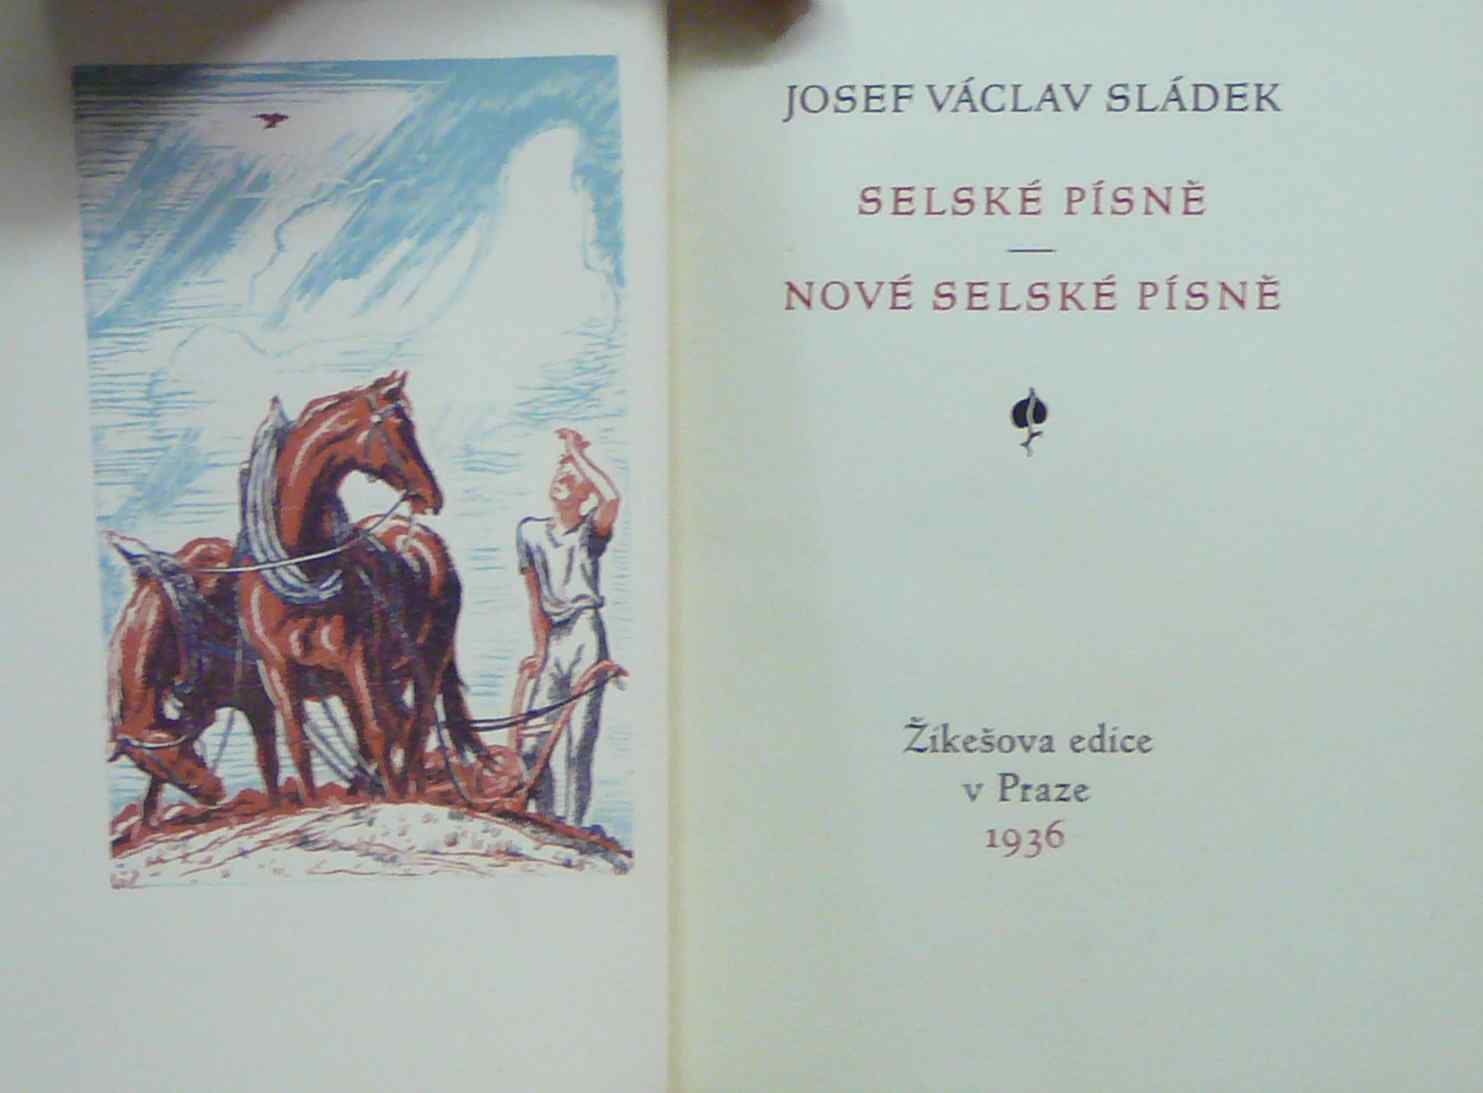 JOSEF VÁCLAV SLÁDEK
SELSKÉ PÍSNĚ
NOVÉ SELSKÉ PÍSNĚ
Žikešova edice
v Praze
1936